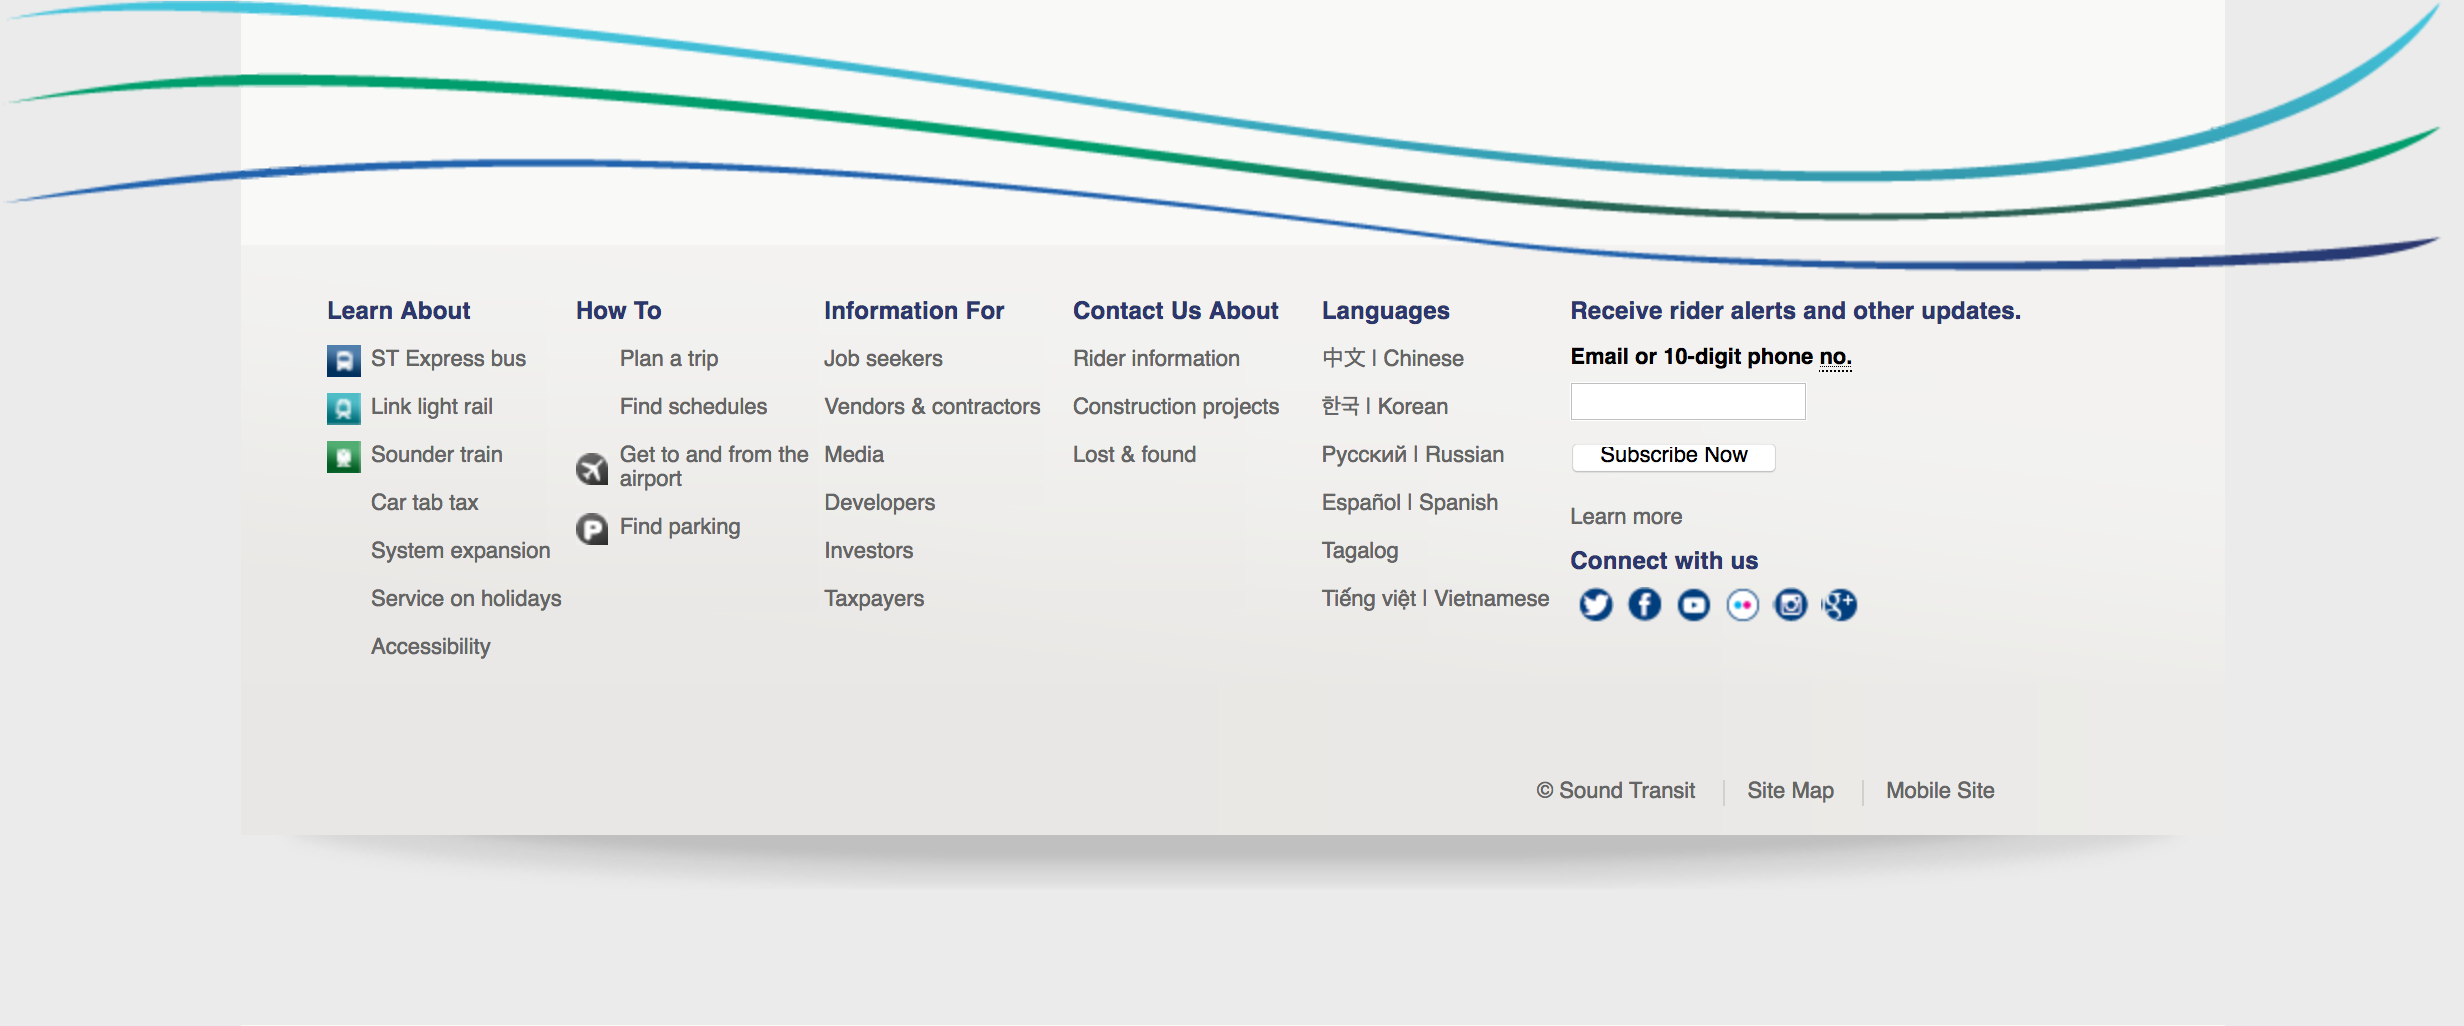 Learn About
ST Express bus
Link light rail
Sounder train
Car tab tax
System expansion
Service on holidays
Accessibility
How To
Plan a trip
Find schedules
Get to and from the
airport
Find parking
Information For
Job seekers
Vendors & contractors
Media
Developers
Investors
Taxpayers
Contact Us About
Rider information
Construction projects
Lost & found
Languages
中文 | Chinese
한국 | Korean
Русский | Russian
Español | Spanish
Tagalog
Tiếng việt | Vietnamese
Receive rider alerts and other updates.
Email or 10-digit phone no.
Subscribe Now
Learn more
Connect with us
© Sound Transit | Site Map | Mobile Site